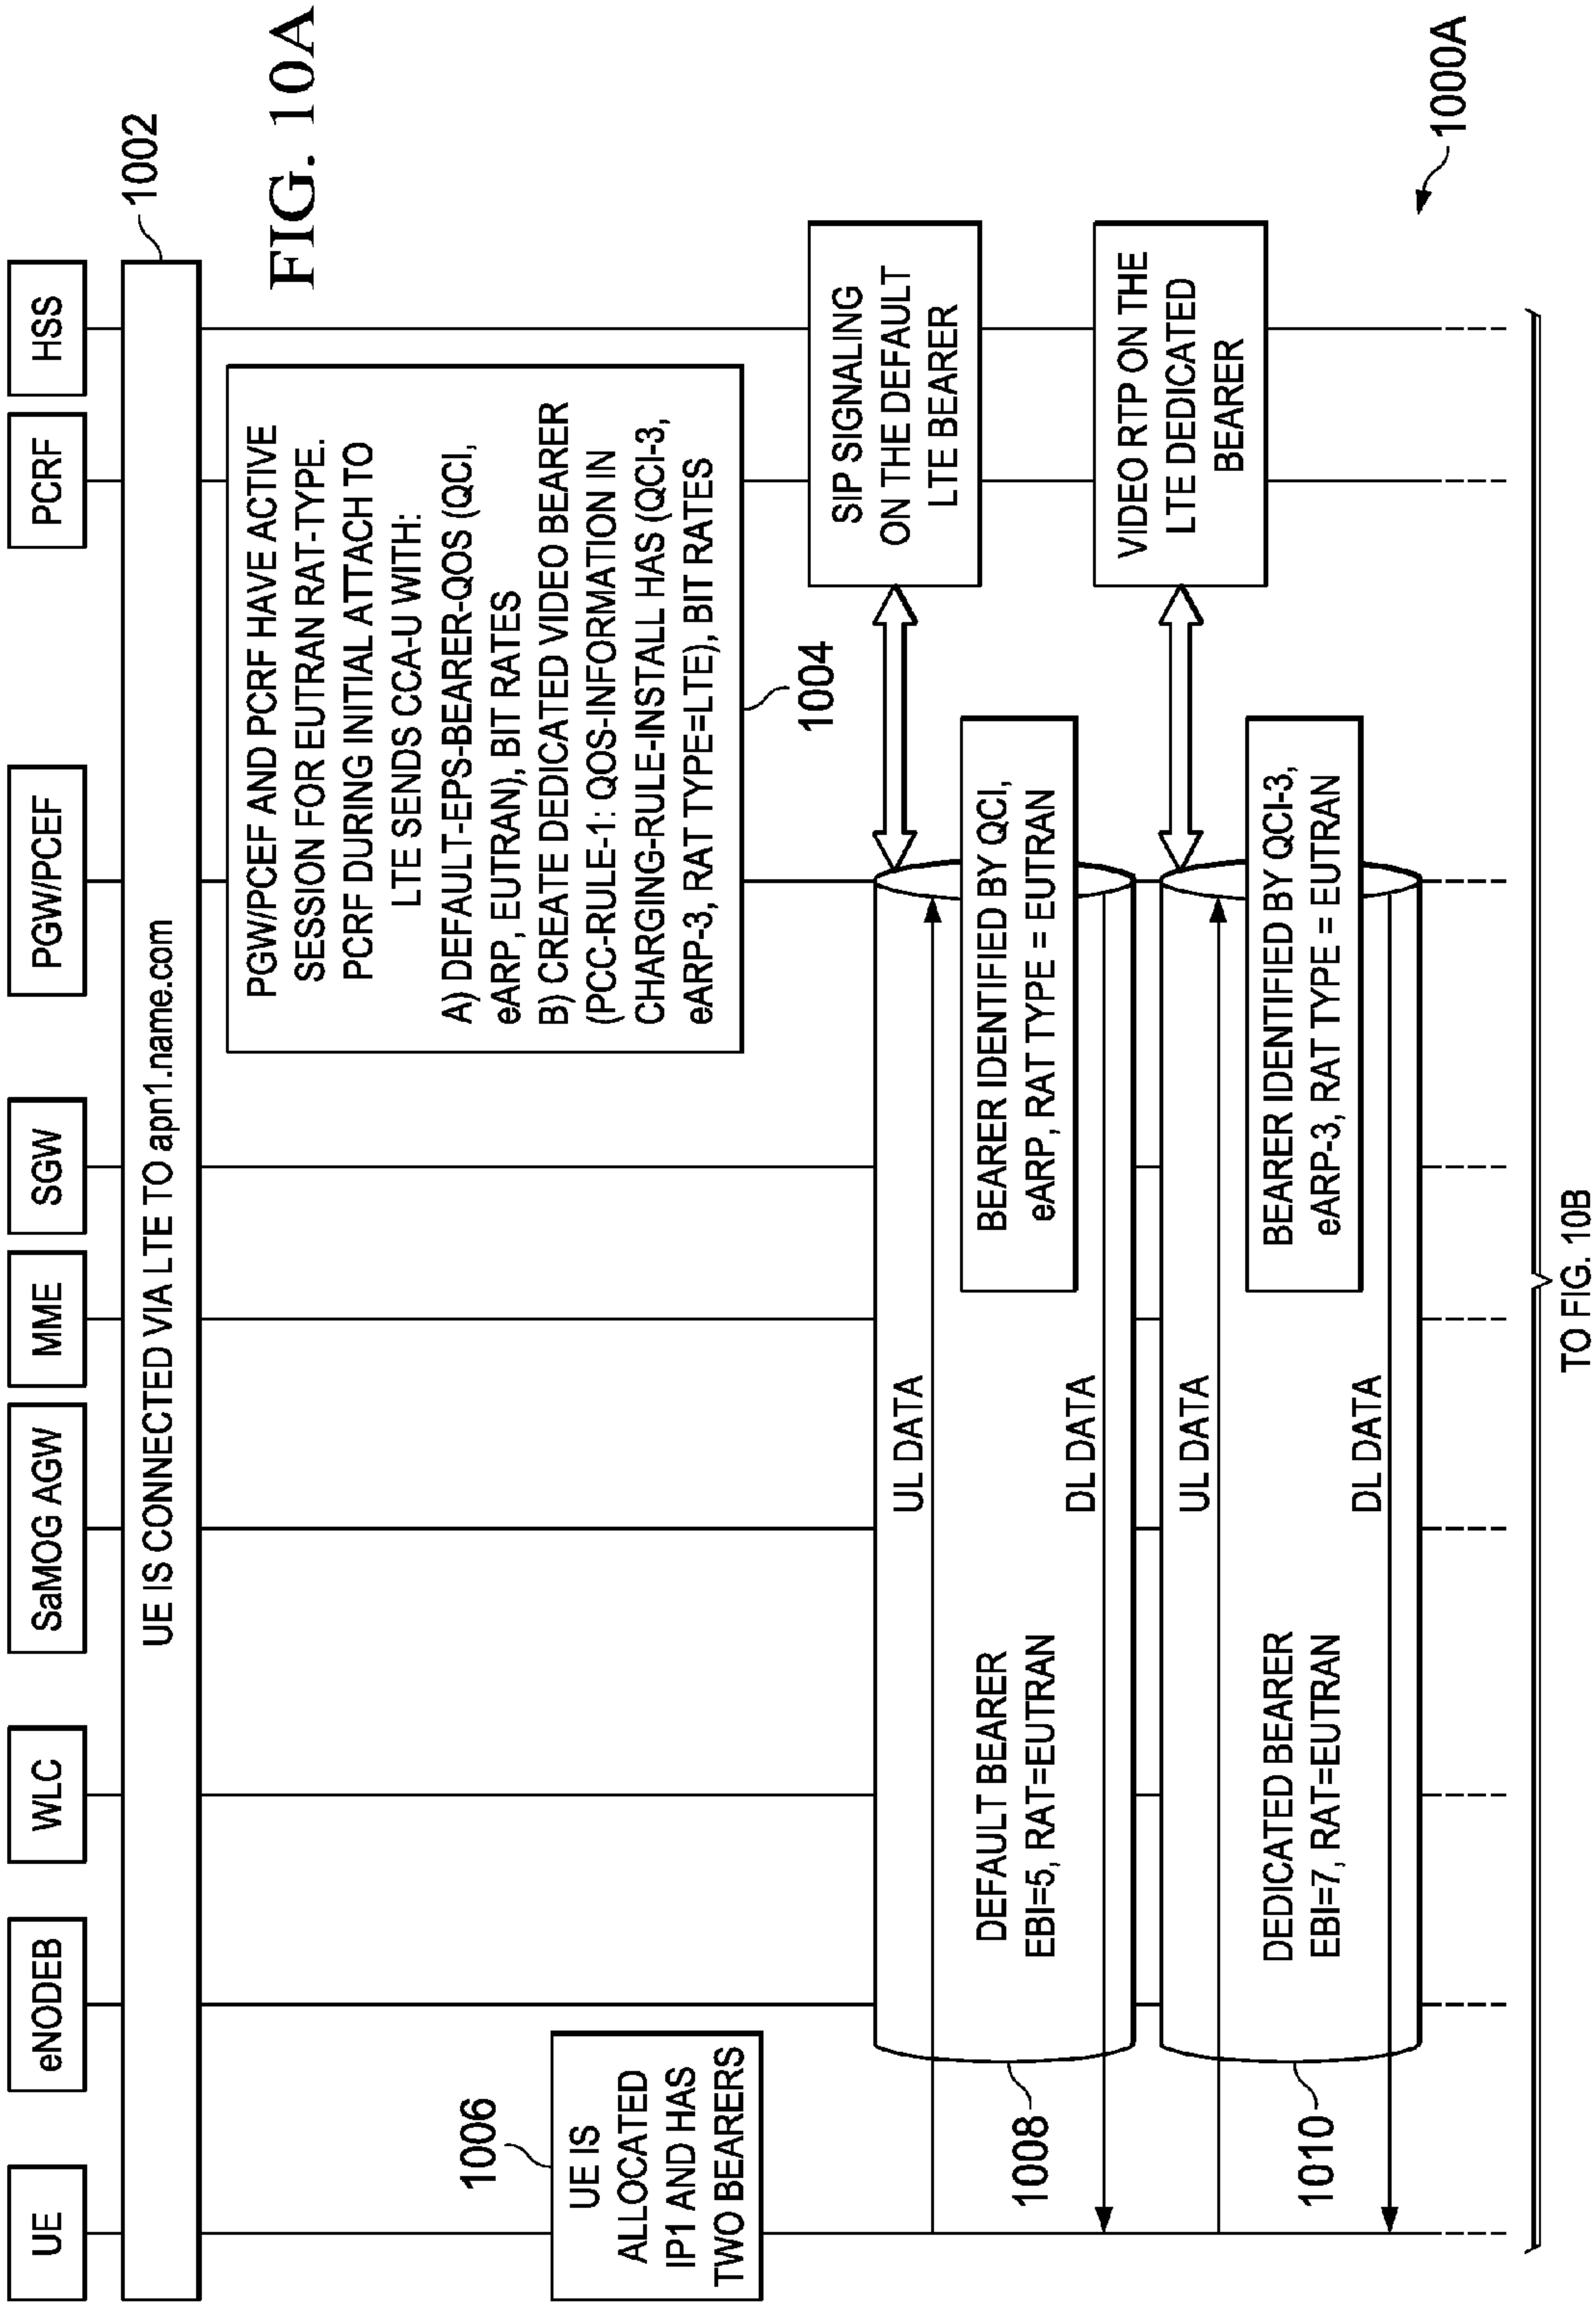 UE
eNODEB
WLC
SaMOG AGW
MME
SGW
PGW/PCEF
PCRF
HSS
UE IS CONNECTED VIA LTE TO apn1.name.com
1002
FIG. 10A
PGW/PCEF AND PCRF HAVE ACTIVE
SESSION FOR EUTRAN RAT-TYPE.
PCRF DURING INITIAL ATTACH TO
LTE SENDS CCA-U WITH:
A) DEFAULT-EPS-BEARER-QOS (QCI,
eARP, EUTRAN), BIT RATES
B) CREATE DEDICATED VIDEO BEARER
(PCC-RULE-1: QOS-INFORMATION IN
CHARGING-RULE-INSTALL HAS (QCI-3,
eARP-3, RAT TYPE=LTE), BIT RATES
1004
1006
UE IS
ALLOCATED
IP1 AND HAS
TWO BEARERS
UL DATA
SIP SIGNALING
ON THE DEFAULT
LTE BEARER
DEFAULT BEARER
EBI=5, RAT=EUTRAN
BEARER IDENTIFIED BY QCI,
eARP, RAT TYPE = EUTRAN
1008
DL DATA
UL DATA
VIDEO RTP ON THE
LTE DEDICATED
BEARER
DEDICATED BEARER
EBI=7, RAT=EUTRAN
BEARER IDENTIFIED BY QCI-3,
eARP-3, RAT TYPE = EUTRAN
1010
DL DATA
1000A
TO FIG. 10B